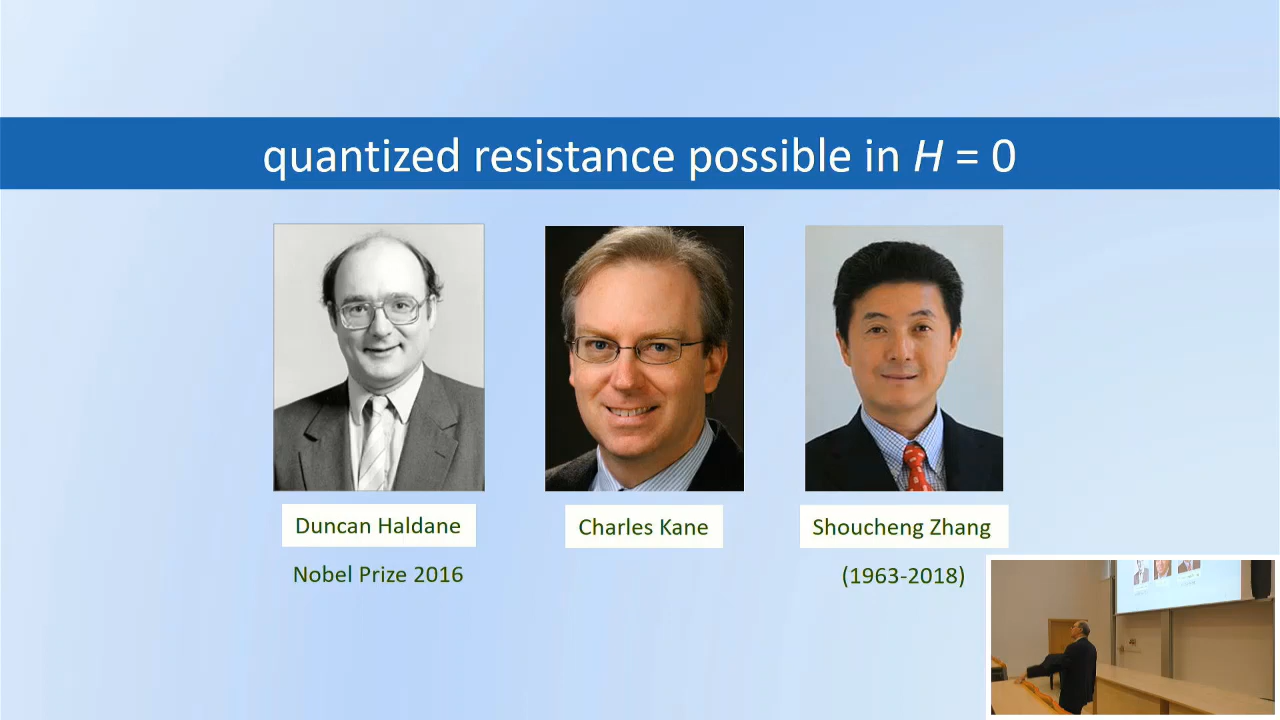 quantized resistance possible in H = 0
Duncan Haldane
Charles Kane
Shoucheng Zhang
Nobel Prize 2016
(1963-2018)